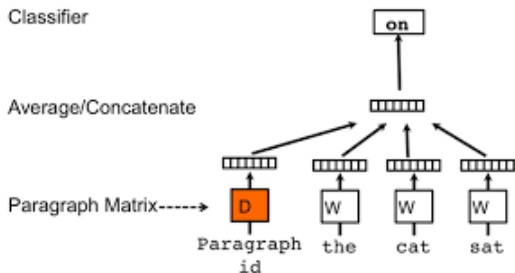 Classifier
on
Average/Concatenate
Paragraph Matrix
D
W
W
W
Paragraph
id
the
cat
sat